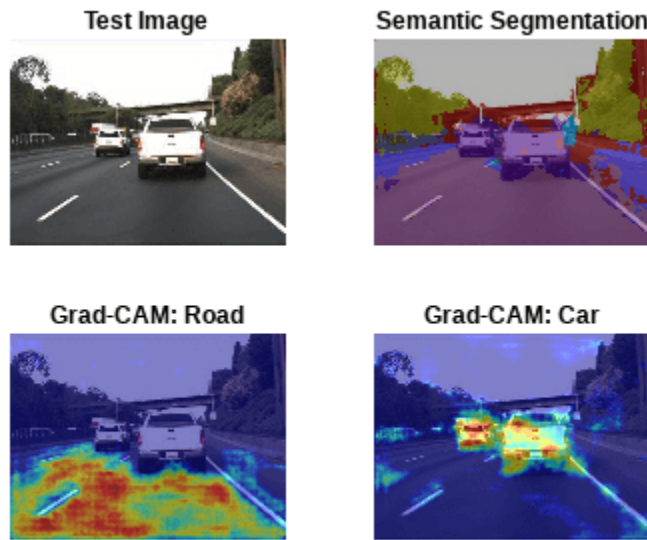 Test Image
Semantic Segmentation
Grad-CAM: Road
Grad-CAM: Car